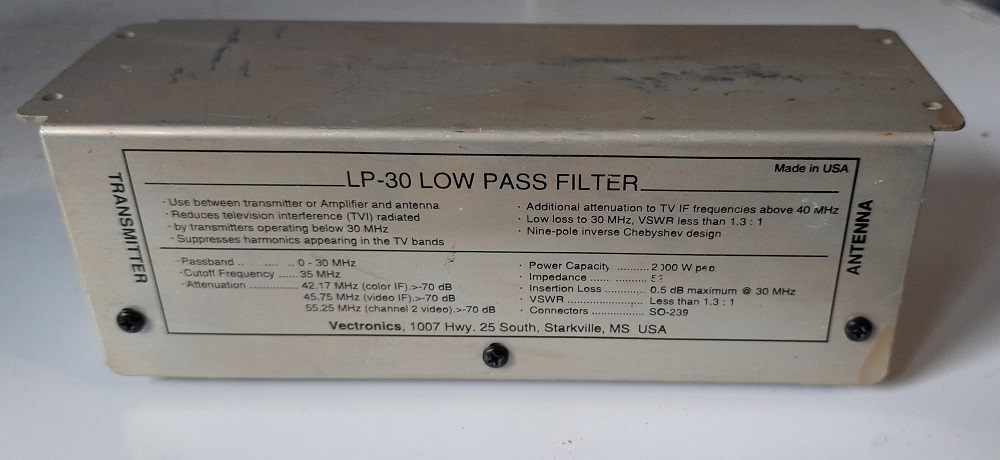 Made in USA
LP-30 LOW PASS FILTER
TRANSMITTER
· Use between transmitter or Amplifier and antenna
· Reduces television interference (TVI) radiated
· by transmitters operating below 30 MHz
· Suppresses harmonics appearing in the TV bands
· Additional attenuation to TV IF frequencies above 40 MHz
· Low loss to 30 MHz, VSWR less than 1.3 : 1
· Nine-pole inverse Chebyshev design
· Passband .. . .... . .. 0 - 30 MHz
· Cutoff Frequency ...... 35 MHz
· Attenuation ................ 42.17 MHz (color IF).>-70 dB
45.75 MHz (video IF).>-70 dB
55.25 MHz (channel 2 video).>-70 dB
· Power Capacity .......... W
· Impedance ..... ........ ....
· Insertion Loss ............. 0.5 dB maximum @ 30 MHz
· VSWR ......................... Less than 1.3 : 1
· Connectors ................ SO-239
Vectronics, 1007 Hwy. 25 South, Starkville, MS USA
ANTENNA